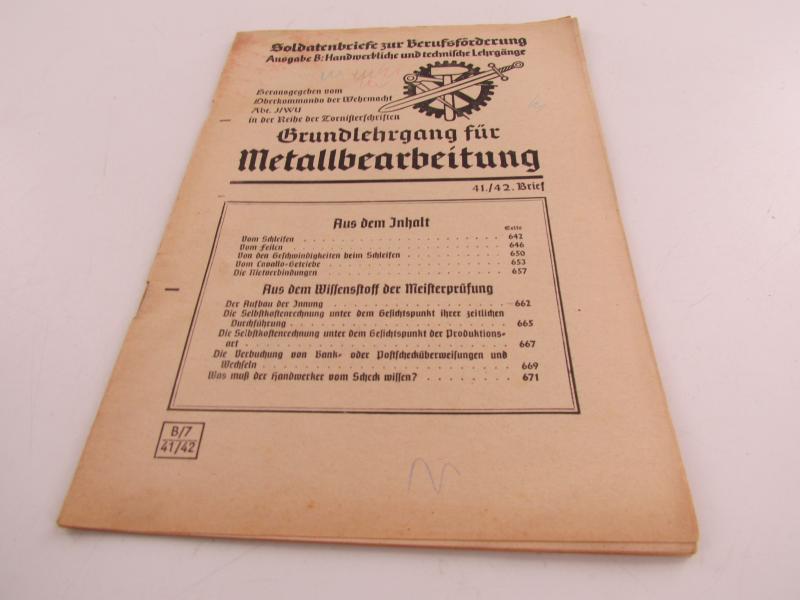 Soldatenbriefe zur Berufsförderung
Ausgabe B: Handwerkliche und technische Lehrgänge
Herausgegeben vom
Oberkommando der Wehrmacht
Abt. J/WU
in der Reihe der Tornisterschriften
Grundlehrgang für
Metallbearbeitung
41./42. Brief
Aus dem Inhalt
Seite
Vom Schleifen . . . . . . . . . . 642
Vom Feilen . . . . . . . . . . 646
Von den Geschwindigkeiten beim Schleifen . . . . . . 650
Vom Cavallo-Getriebe . . . . . . . . . . 653
Die Nietverbindungen . . . . . . . . . . 657
Aus dem Wissensstoff der Meisterprüfung
Der Aufbau der Innung . . . . . . . . . . 662
Die Selbstkostenrechnung unter dem Gesichtspunkt ihrer zeitlichen
Durchführung . . . . . . . . . . 665
Die Selbstkostenrechnung unter dem Gesichtspunkt der Produktions-
art . . . . . . . . . . 667
Die Verbuchung von Bank- oder Postschecküberweisungen und
Wechseln . . . . . . . . . . 669
Was muß der Handwerker vom Scheck wissen? . . . . . . 671
B/7
41/42